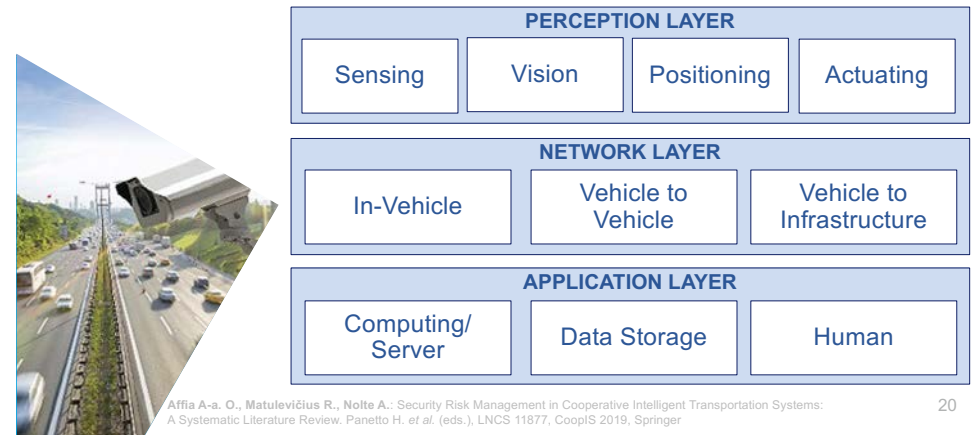 PERCEPTION LAYER
Sensing
Vision
Positioning
Actuating
NETWORK LAYER
In-Vehicle
Vehicle to
Vehicle
Vehicle to
Infrastructure
APPLICATION LAYER
Computing/
Server
Data Storage
Human
Affia A-a. O., Matulevičius R., Nolte A.: Security Risk Management in Cooperative Intelligent Transportation Systems:
A Systematic Literature Review. Panetto H. et al. (eds.), LNCS 11877, CoopIS 2019, Springer
20